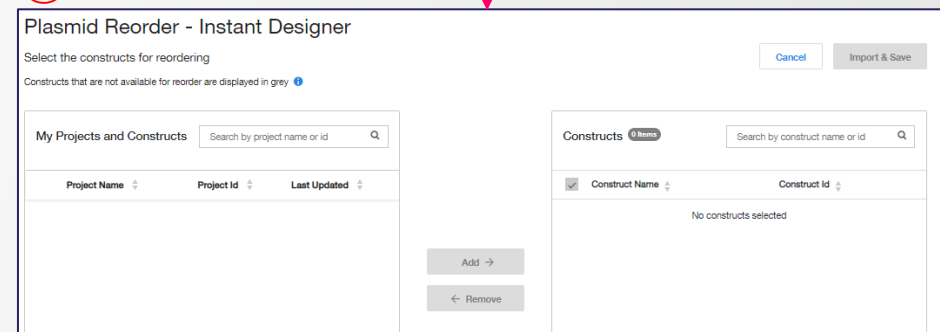 Plasmid Reorder - Instant Designer
Select the constructs for reordering
Cancel
Import & Save
Constructs that are not available for reorder are displayed in grey
My Projects and Constructs
Search by project name or id
Project Name
Project Id
Last Updated
Add →
← Remove
Constructs
0 Items
Search by construct name or id
Construct Name
Construct Id
No constructs selected